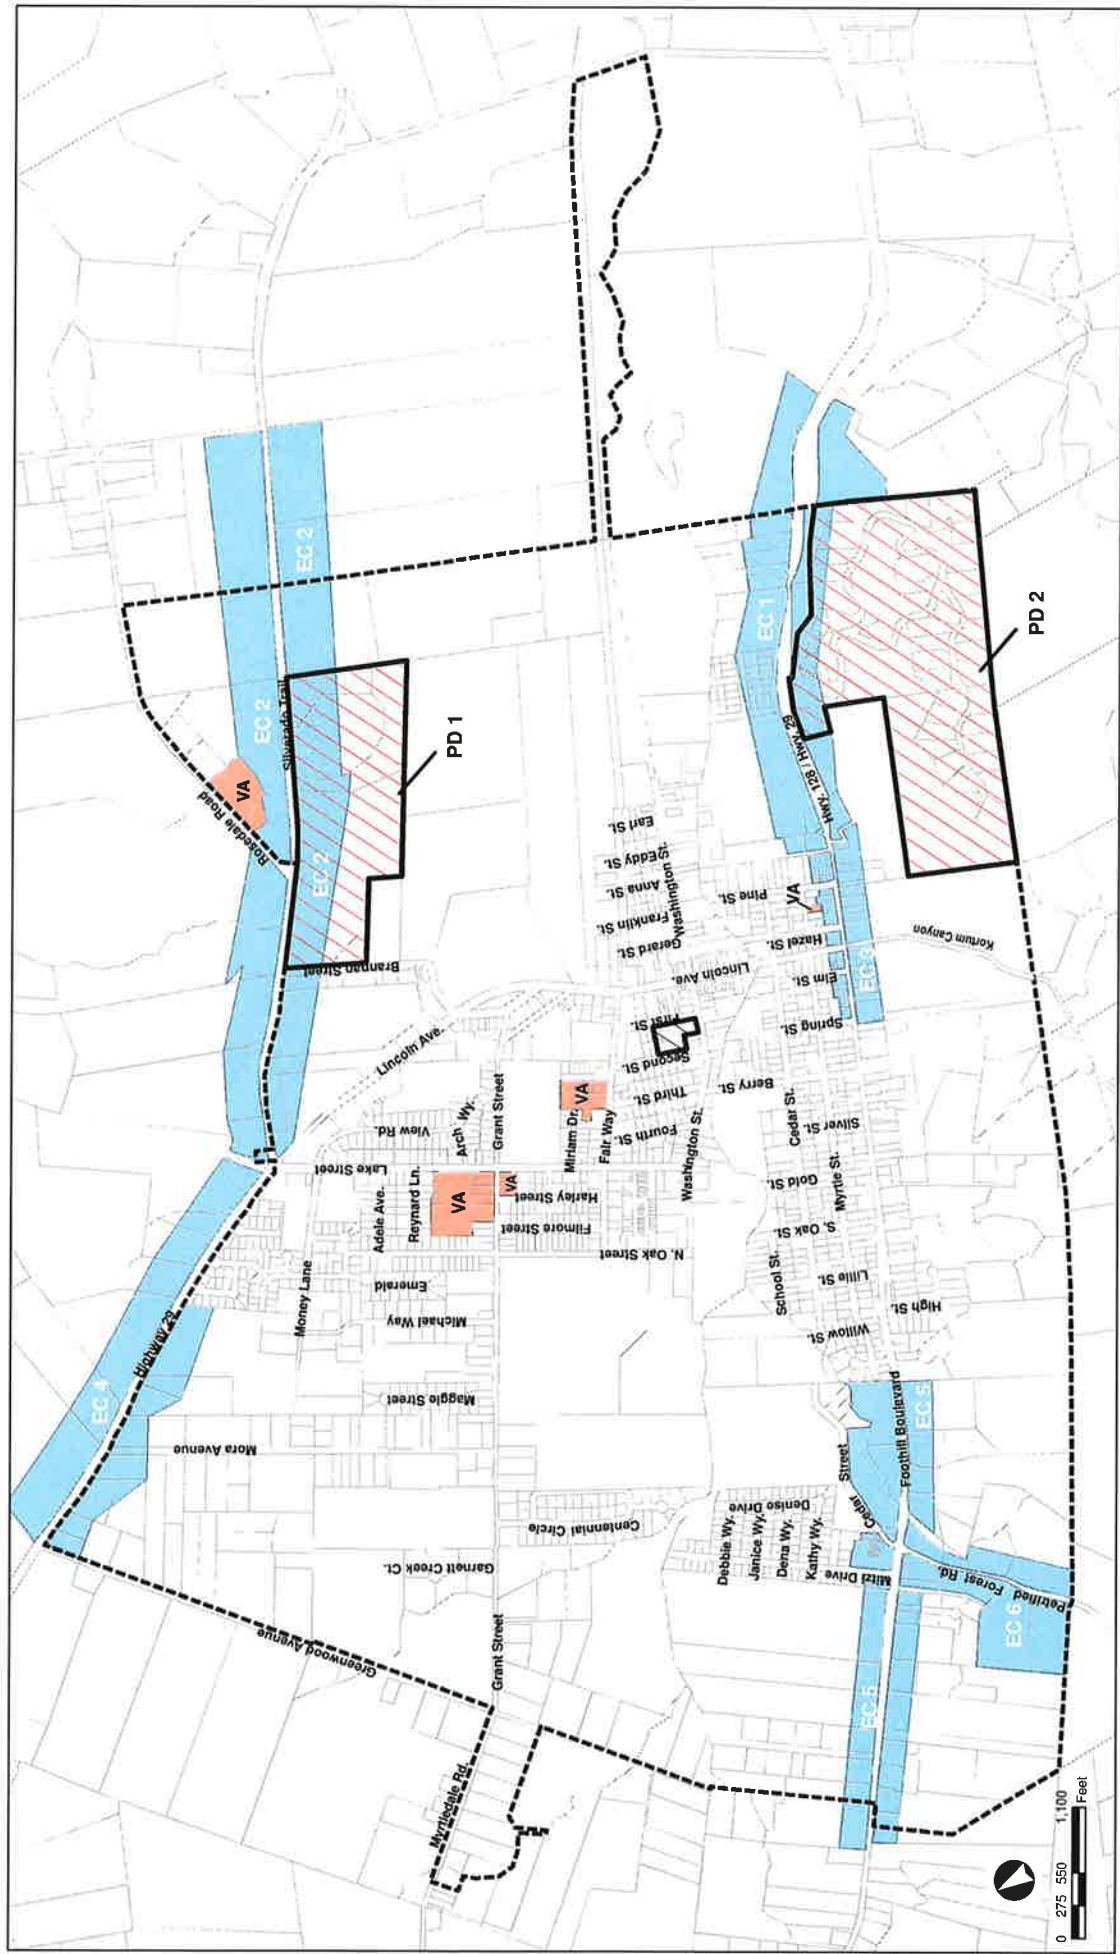 EC 4
Highway 29
Greenwood Avenue
Myrtledale Rd.
Grant Street
Garnett Creek Ct.
Mora Avenue
Maggie Street
Michael Way
Money Lane
Emerald
Adele Ave.
Reynard Ln.
Lake Street
View Rd.
Arch Wy.
Grant Street
VA
VA
Harley Street
Filmore Street
N. Oak Street
Centennial Circle
Lincoln Ave.
Brannan Street
Rosedale Road
VA
EC 2
EC 2
EC 2
Silverado Trail
PD 1
Miriam Dr.
VA
Fair Way
Fourth St.
Third St.
Second St.
First St.
Washington St.
Lincoln Ave.
Gerard St.
Franklin St.
Anna St.
Eddy St.
Earl St.
Washington St.
Pine St.
VA
Hazel St.
Elm St.
Spring St.
Berry St.
Cedar St.
Silver St.
Myrtle St.
Gold St.
S. Oak St.
School St.
Lillie St.
Willow St.
High St.
EC 1
Hwy. 128 / Hwy. 29
PD 2
EC 3
Kortum Canyon
Debbie Wy.
Janice Wy.
Dena Wy.
Kathy Wy.
Denise Drive
Mitzi Drive
Cedar Street
Foothill Boulevard
EC 5
EC 5
Petrified Forest Rd.
EC 6
0 275 550 1,100
Feet